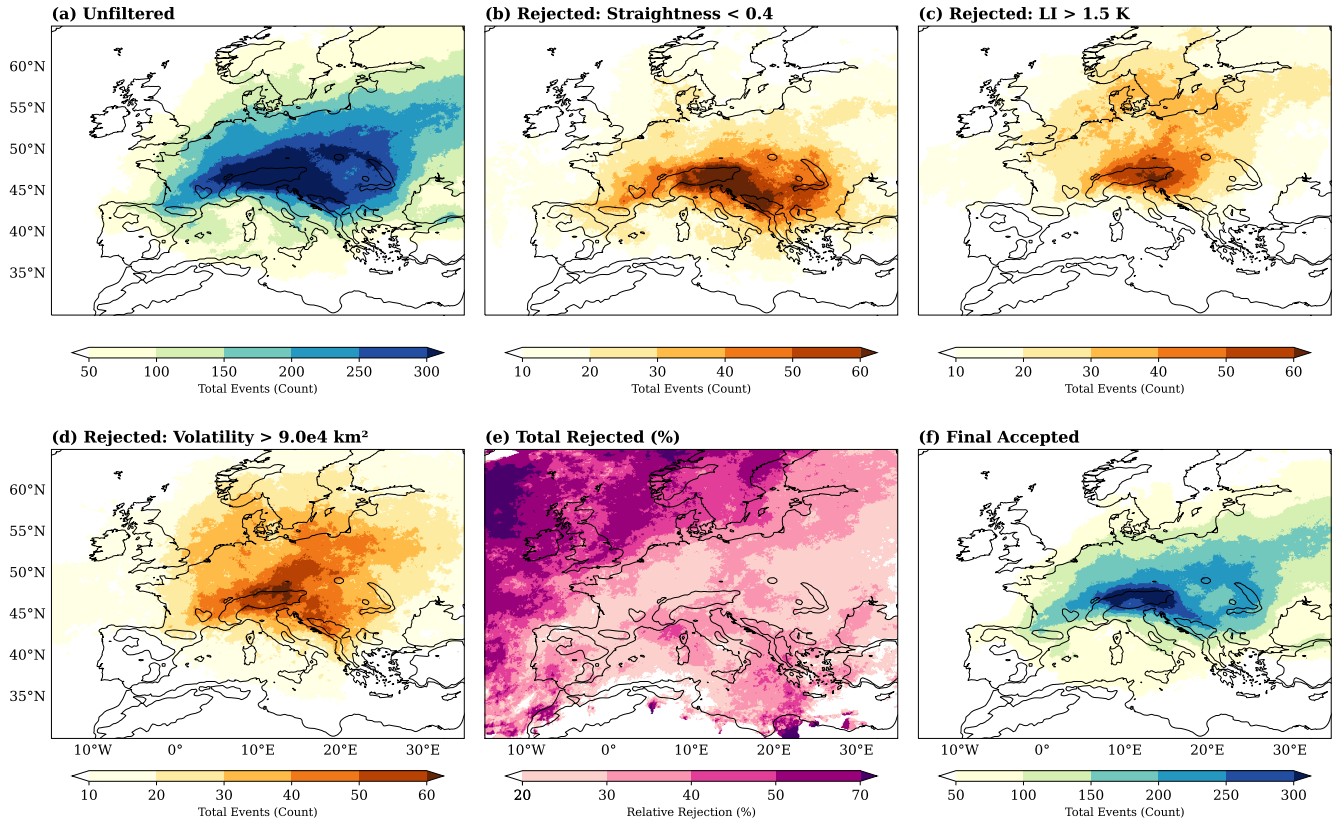 (a) Unfiltered
(b) Rejected: Straightness < 0.4
(c) Rejected: LI > 1.5 K
60°N
55°N
50°N
45°N
40°N
35°N
50 100 150 200 250 300
Total Events (Count)
10 20 30 40 50 60
Total Events (Count)
10 20 30 40 50 60
Total Events (Count)
(d) Rejected: Volatility > 9.0e4 km²
(e) Total Rejected (%)
(f) Final Accepted
60°N
55°N
50°N
45°N
40°N
35°N
10°W 0° 10°E 20°E 30°E
10°W 0° 10°E 20°E 30°E
10°W 0° 10°E 20°E 30°E
10 20 30 40 50 60
Total Events (Count)
20 30 40 50 70
Relative Rejection (%)
50 100 150 200 250 300
Total Events (Count)